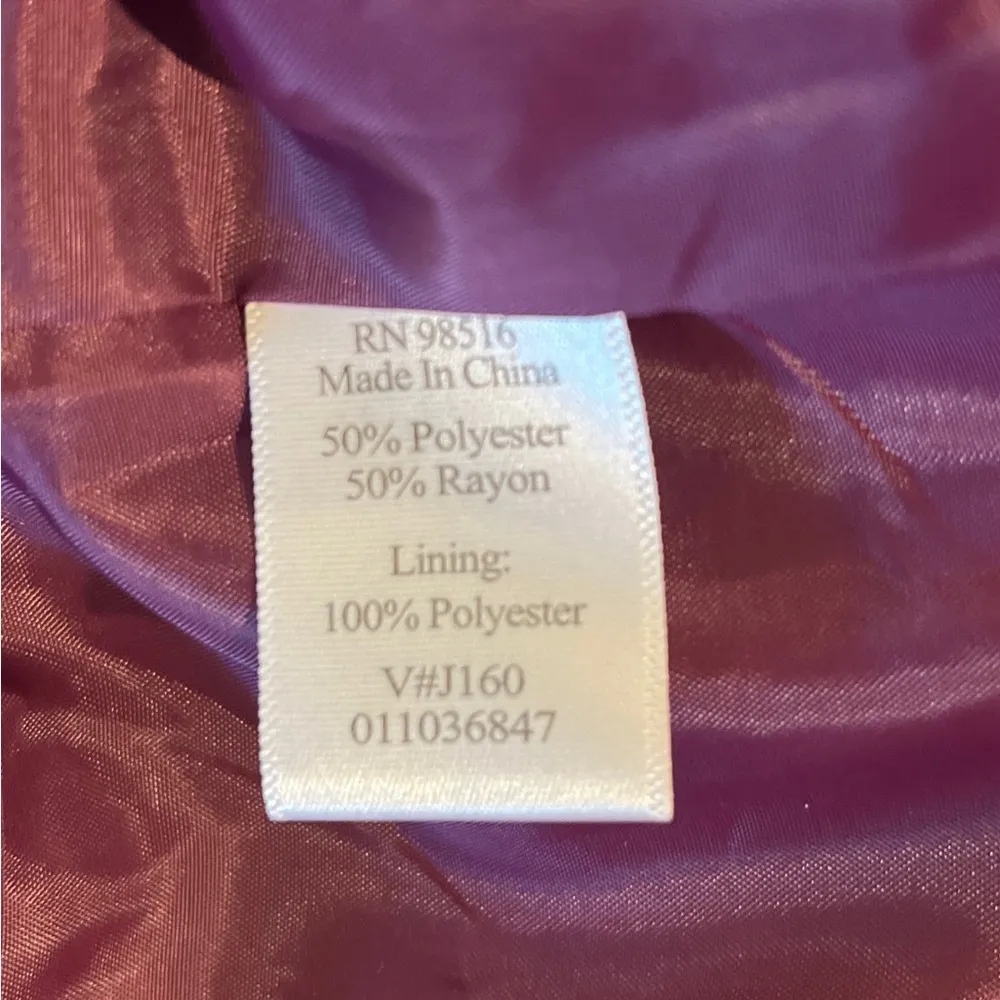 RN 98516
Made In China
50% Polyester
50% Rayon
Lining:
100% Polyester
V#J160
011036847